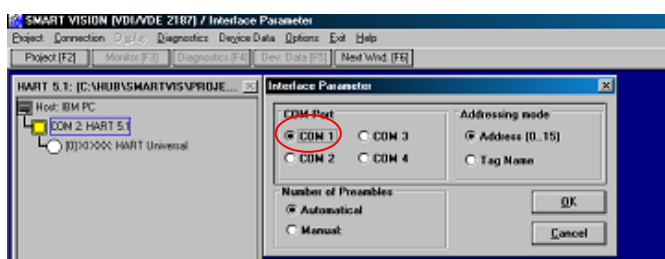 SMART VISION (VDI/VDE 2187) / Interface Parameter
Project Connection Display Diagnostics Device Data Options Exit Help
Project [F2] Monitor [F3] Diagnostics [F4] Dev. Data [F5] Next Wnd. [F6]
HART 5.1: [C:\HUB\SMARTVIS\PROJE...
Host: IBM PC
COM 2: HART 5.1
[0]>XXXX: HART Universal
Interface Parameter
COM Port
COM 1 COM 3
COM 2 COM 4
Addressing mode
Address (0..15)
Tag Name
Number of Preambles
Automatical
Manual:
OK
Cancel